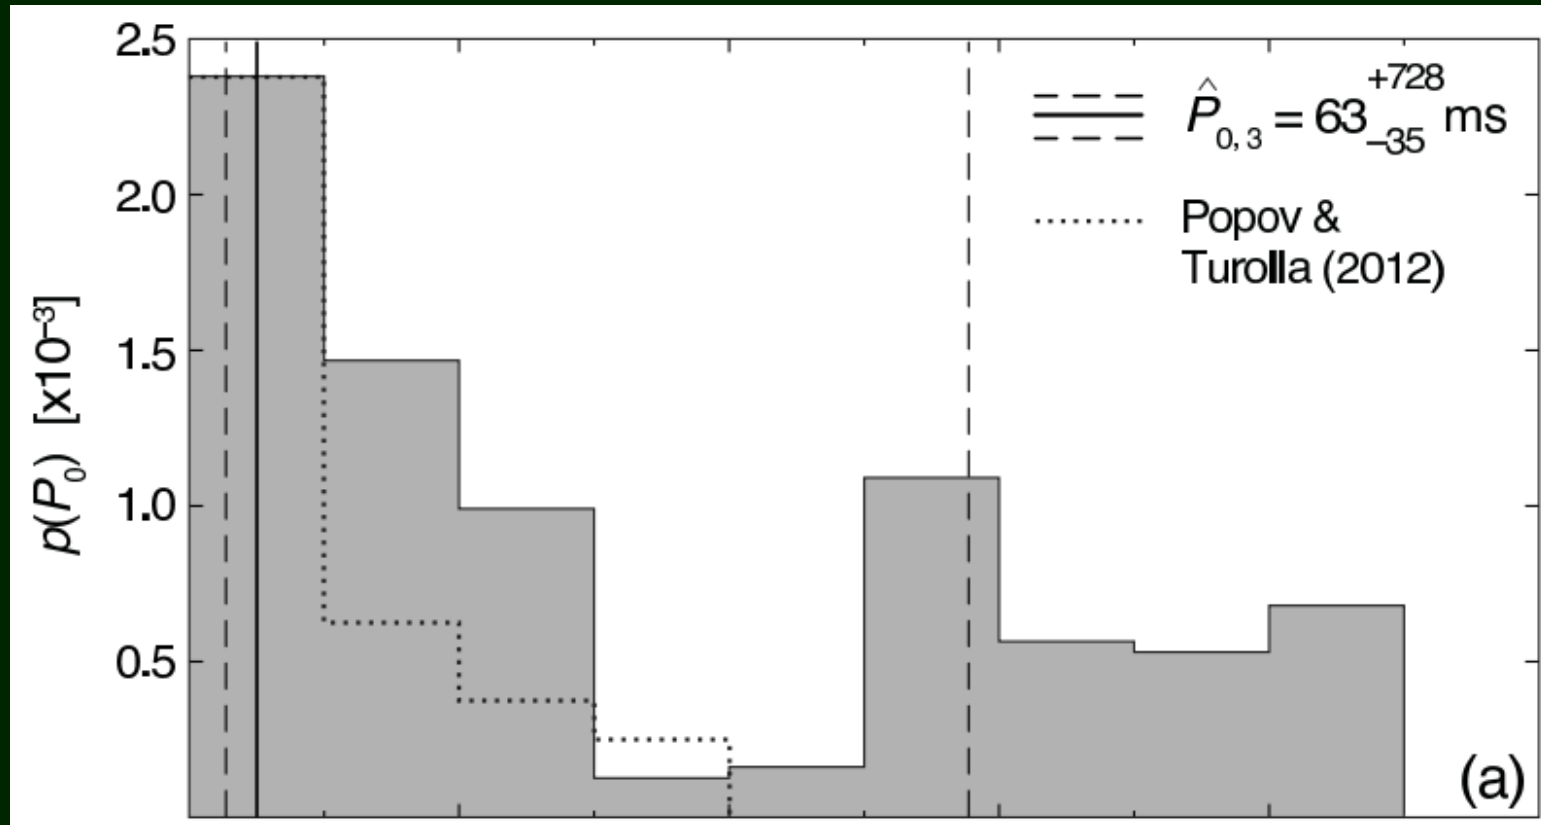 2.5
2.0
1.5
1.0
0.5
p(P₀) [x10⁻³]
P̂₀,₃ = 63⁺⁷²⁸₋₃₅ ms
Popov &
Turolla (2012)
(a)